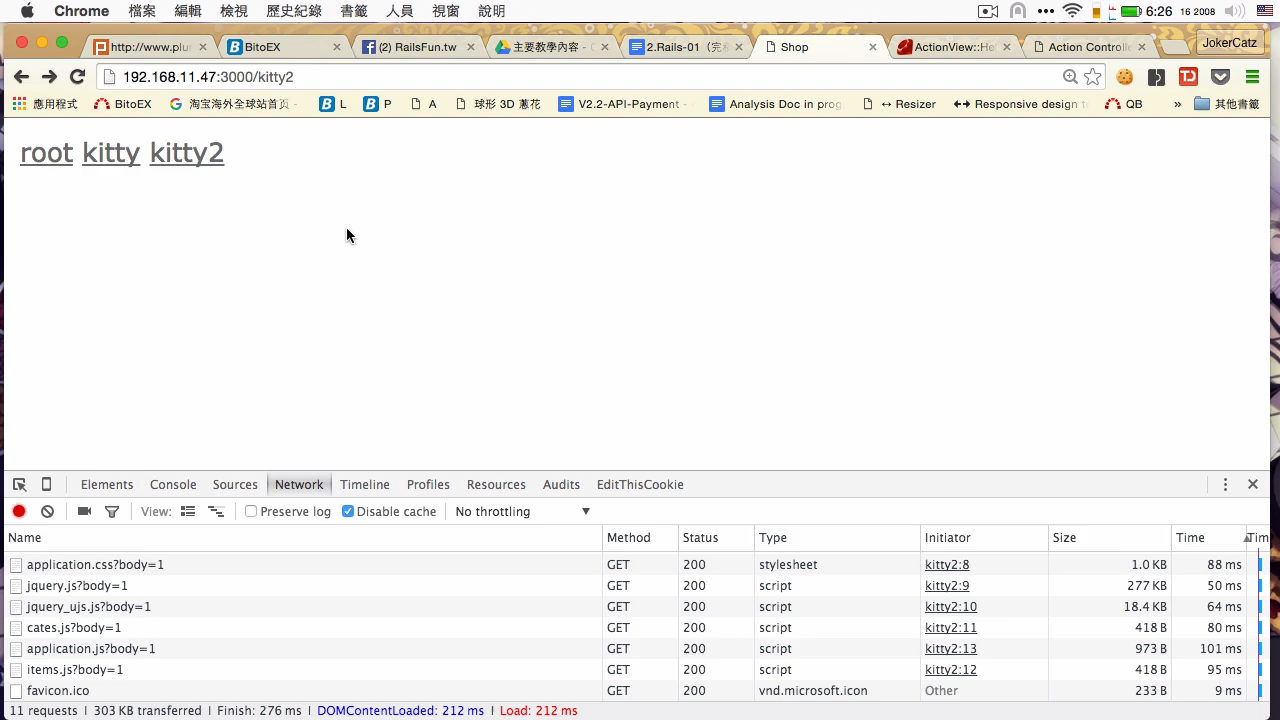 Chrome 檔案 編輯 檢視 歷史紀錄 書籤 人員 視窗 說明 6:26 16 2008
http://www.plur BitoEX (2) RailsFun.tw 主要教學內容 - G 2.Rails-01（完 Shop ActionView::He Action Controlle JokerCatz
192.168.11.47:3000/kitty2
應用程式 BitoEX 淘宝海外全球站首页 - L P A 球形 3D 蔥花 V2.2-API-Payment - Analysis Doc in prog ↔ Resizer ↔ Responsive design t QB » 其他書籤
root kitty kitty2
Elements Console Sources Network Timeline Profiles Resources Audits EditThisCookie
View: Preserve log Disable cache No throttling
Name Method Status Type Initiator Size Time Tim
application.css?body=1 GET 200 stylesheet kitty2:8 1.0 KB 88 ms
jquery.js?body=1 GET 200 script kitty2:9 277 KB 50 ms
jquery_ujs.js?body=1 GET 200 script kitty2:10 18.4 KB 64 ms
cates.js?body=1 GET 200 script kitty2:11 418 B 80 ms
application.js?body=1 GET 200 script kitty2:13 973 B 101 ms
items.js?body=1 GET 200 script kitty2:12 418 B 95 ms
favicon.ico GET 200 vnd.microsoft.icon Other 233 B 9 ms
11 requests | 303 KB transferred | Finish: 276 ms | DOMContentLoaded: 212 ms | Load: 212 ms